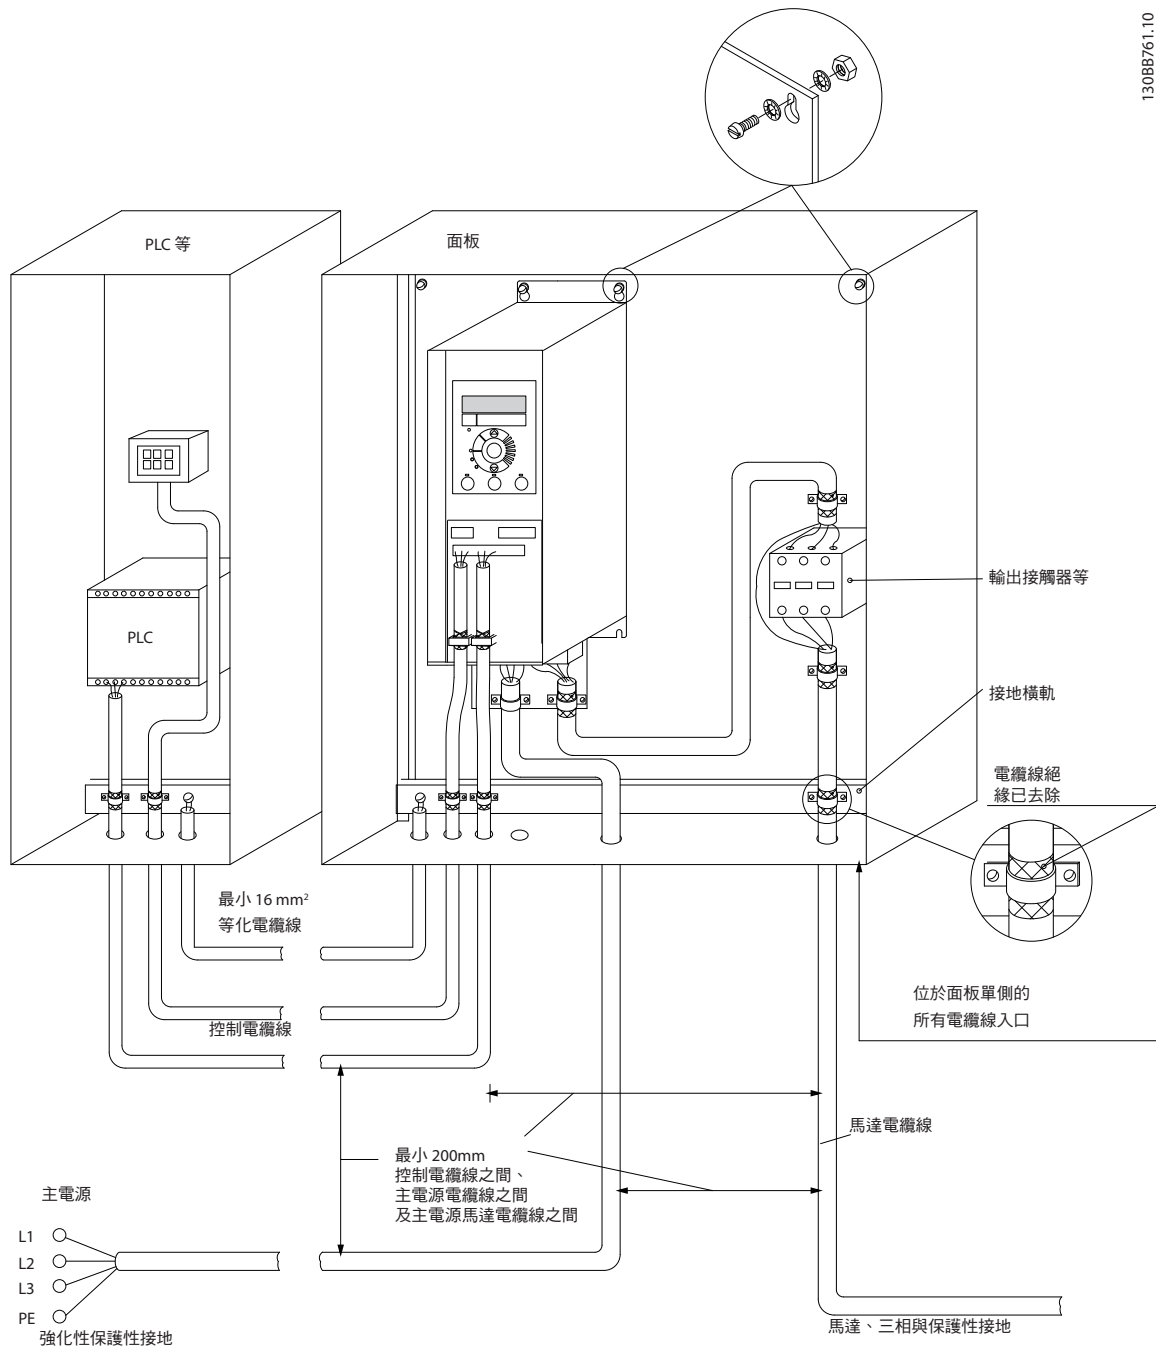 130BB761.10
PLC 等
面板
輸出接觸器等
PLC
接地橫軌
電纜線絕
緣已去除
最小 16 mm²
等化電纜線
位於面板單側的
所有電纜線入口
控制電纜線
馬達電纜線
最小 200mm
控制電纜線之間、
主電源電纜線之間
及主電源馬達電纜線之間
主電源
L1
L2
L3
PE
強化性保護性接地
馬達、三相與保護性接地